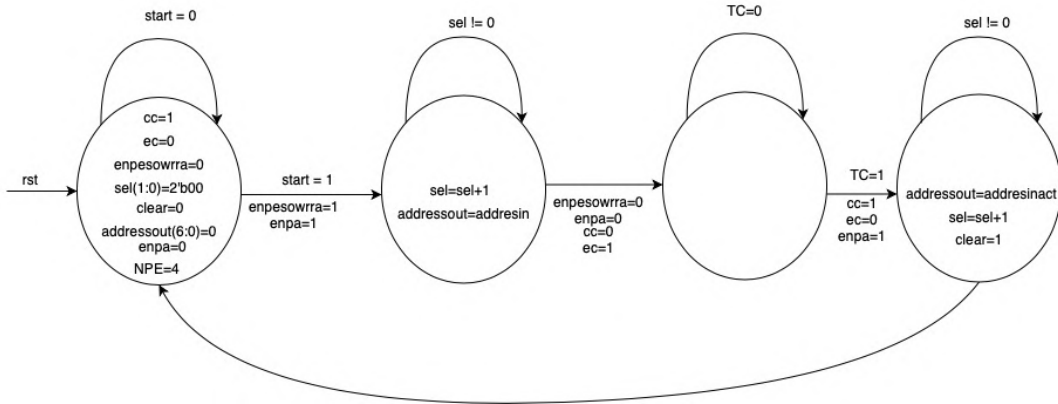 start = 0
sel != 0
TC=0
sel != 0
rst
cc=1
ec=0
enpesowrra=0
sel(1:0)=2'b00
clear=0
addressout(6:0)=0
enpa=0
NPE=4
start = 1
enpesowrra=1
enpa=1
sel=sel+1
addressout=addresin
enpesowrra=0
enpa=0
cc=0
ec=1
TC=1
cc=1
ec=0
enpa=1
addressout=addresinact
sel=sel+1
clear=1